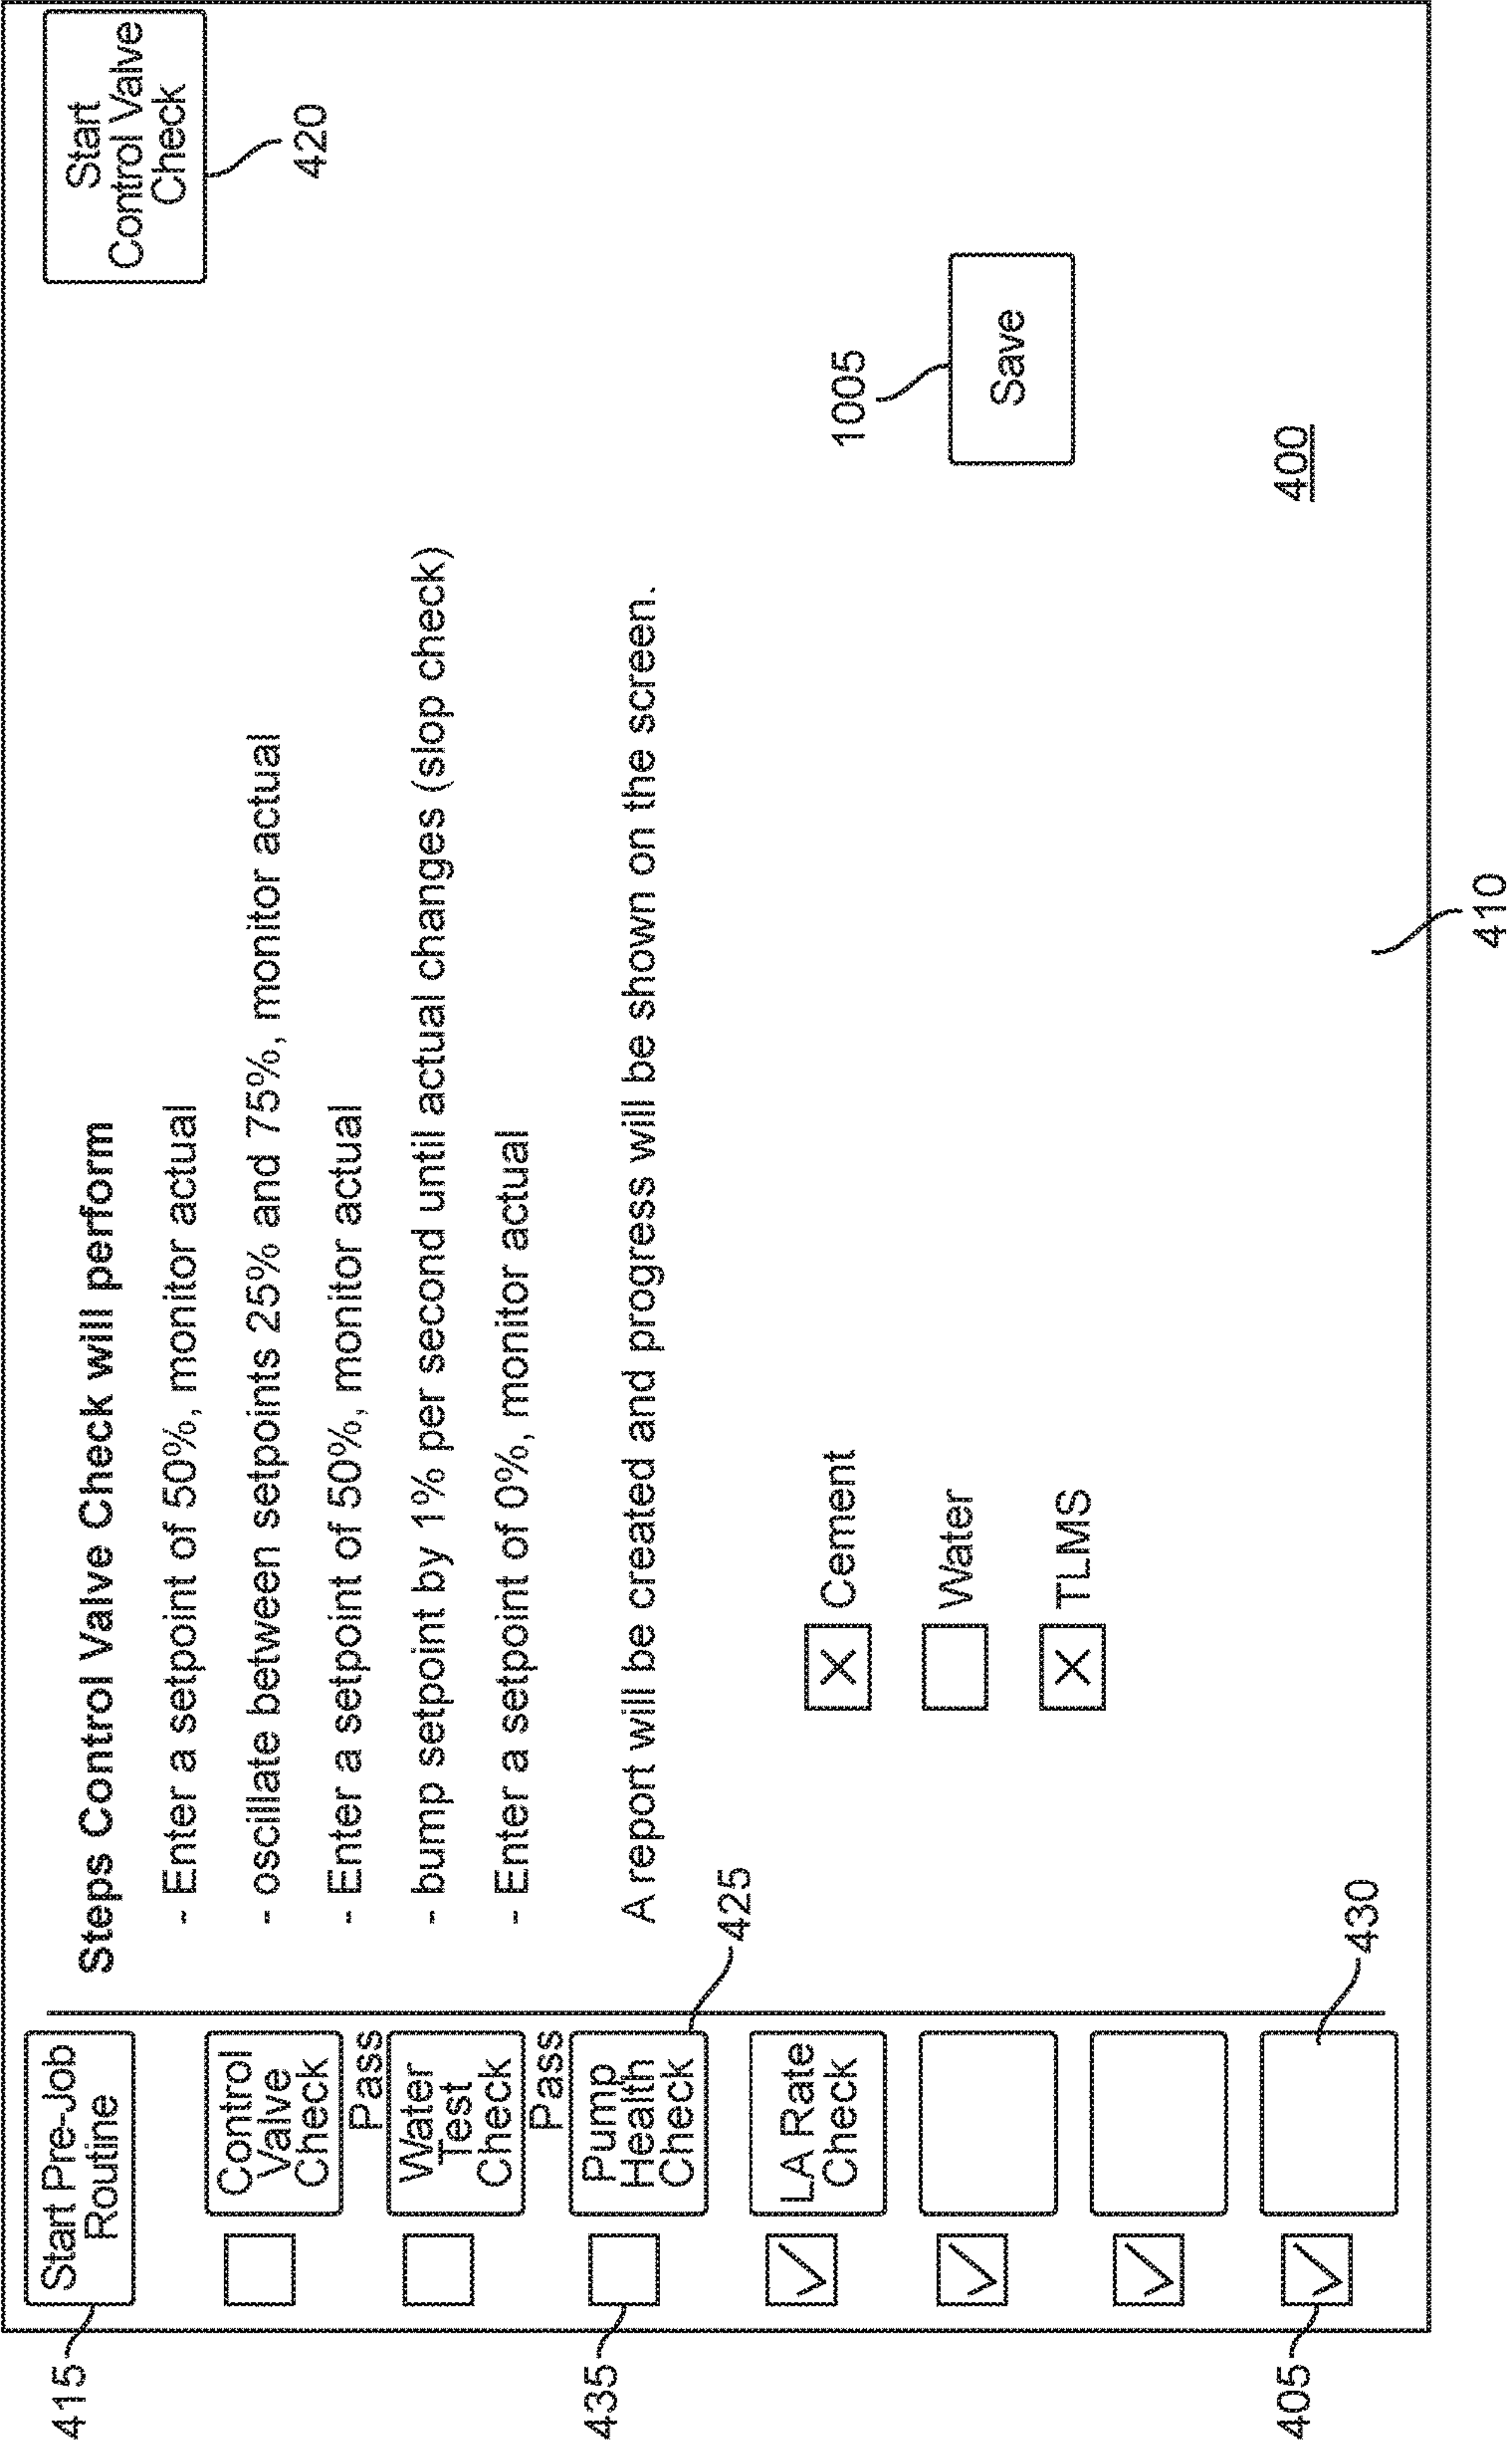 415
Start Pre-Job
Routine
Control
Valve
Check
Pass
Water
Test
Check
Pass
435
Pump
Health
Check
425
LA Rate
Check
405
430
Steps Control Valve Check will perform
- Enter a setpoint of 50%, monitor actual
- oscillate between setpoints 25% and 75%, monitor actual
- Enter a setpoint of 50%, monitor actual
- bump setpoint by 1% per second until actual changes (slop check)
- Enter a setpoint of 0%, monitor actual
A report will be created and progress will be shown on the screen.
Cement
Water
TLMS
Start
Control Valve
Check
420
1005
Save
400
410